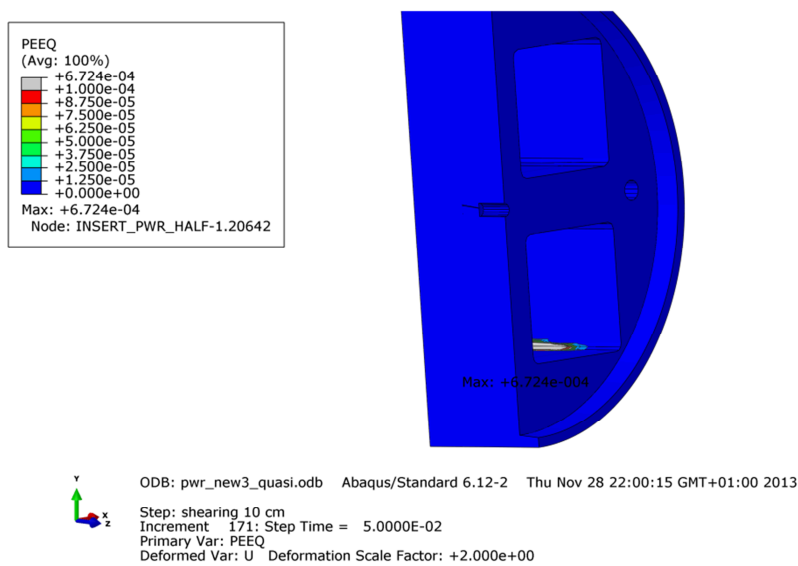 PEEQ
(Avg: 100%)
+6.724e-04
+1.000e-04
+8.750e-05
+7.500e-05
+6.250e-05
+5.000e-05
+3.750e-05
+2.500e-05
+1.250e-05
+0.000e+00
Max: +6.724e-04
Node: INSERT_PWR_HALF-1.20642
Max: +6.724e-004
Y
X
Z
ODB: pwr_new3_quasi.odb Abaqus/Standard 6.12-2 Thu Nov 28 22:00:15 GMT+01:00 2013
Step: shearing 10 cm
Increment 171: Step Time = 5.0000E-02
Primary Var: PEEQ
Deformed Var: U Deformation Scale Factor: +2.000e+00